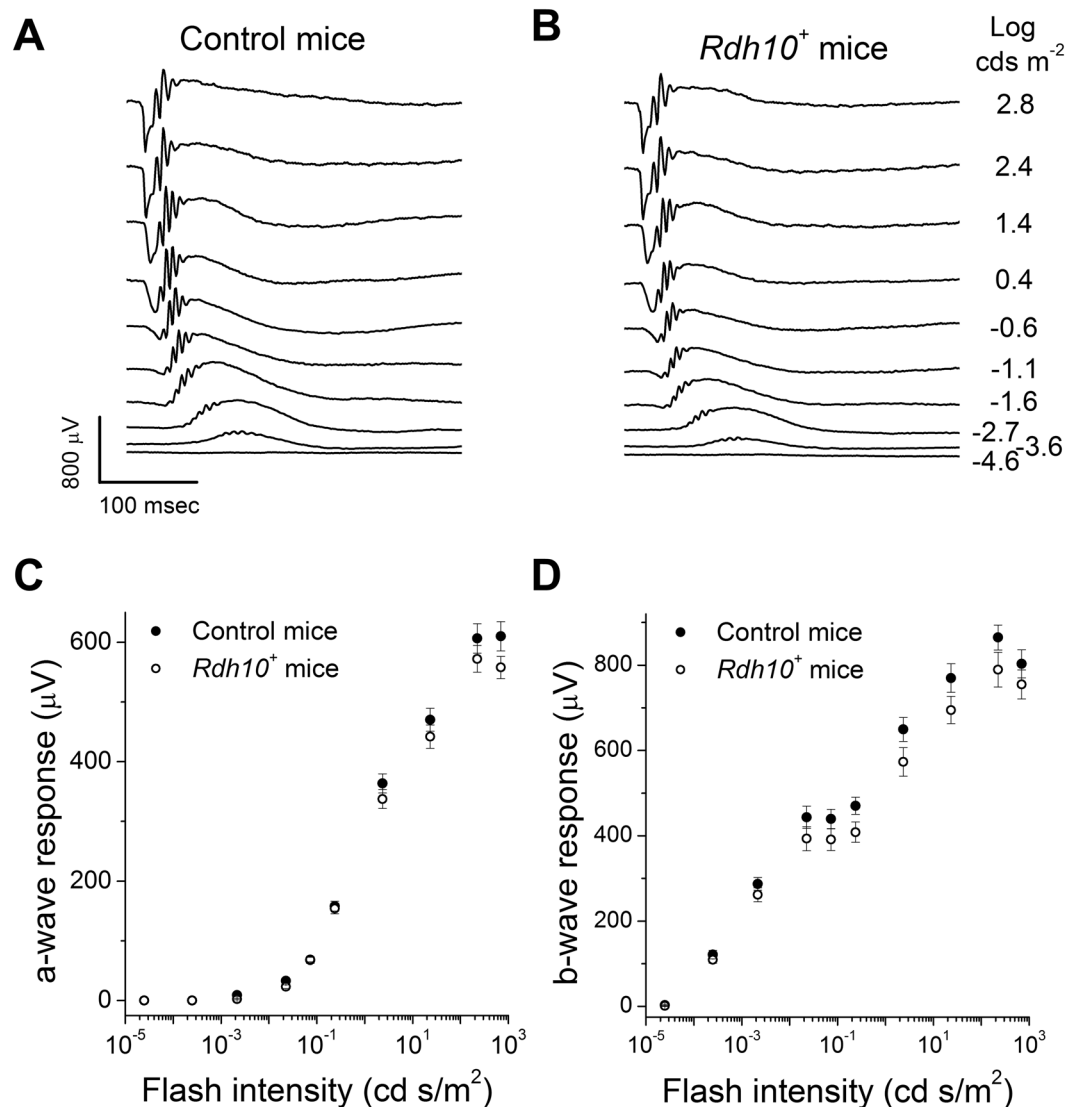 A
Control mice
B
Rdh10+ mice
Log
cds m-2
2.8
2.4
1.4
0.4
-0.6
-1.1
-1.6
-2.7
-3.6
-4.6
800 μV
100 msec
C
Control mice
Rdh10+ mice
a-wave response (μV)
600
400
200
0
10-5
10-3
10-1
101
103
Flash intensity (cd s/m2)
D
Control mice
Rdh10+ mice
b-wave response (μV)
800
600
400
200
0
10-5
10-3
10-1
101
103
Flash intensity (cd s/m2)